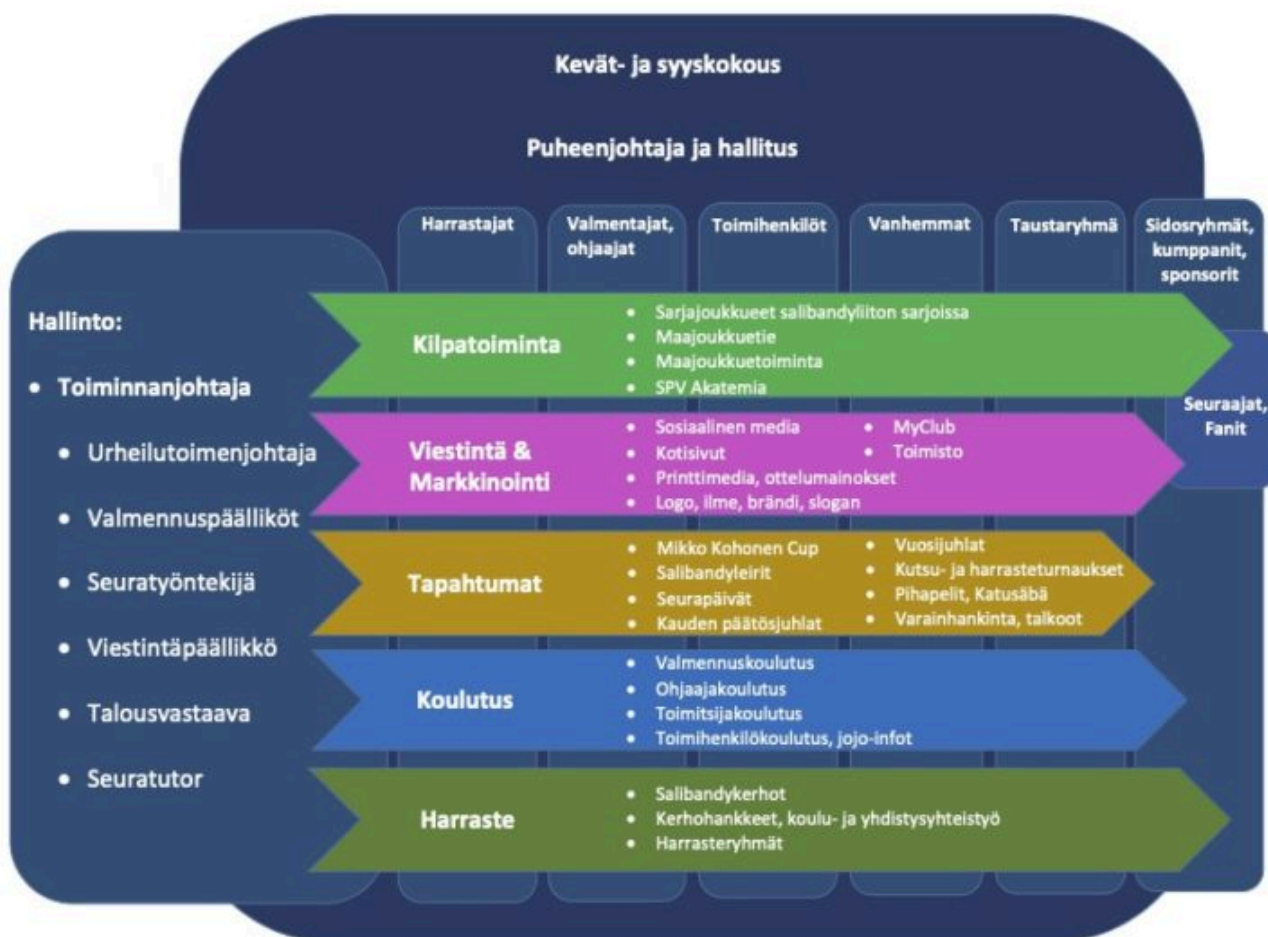 Kevät- ja syyskokous
Puheenjohtaja ja hallitus
Harrastajat
Valmentajat,
ohjaajat
Toimihenkilöt
Vanhemmat
Taustaryhmä
Sidosryhmät,
kumppanit,
sponsorit
Hallinto:
• Toiminnanjohtaja
• Urheilutoimenjohtaja
• Valmennuspäälliköt
• Seuratyöntekijä
• Viestintäpäällikkö
• Talousvastaava
• Seuratutor
Kilpatoiminta
• Sarjajoukkueet salibandyliiton sarjoissa
• Maajoukkuetie
• Maajoukkuetoiminta
• SPV Akatemia
Seuraajat,
Fanit
Viestintä &
Markkinointi
• Sosiaalinen media
• Kotisivut
• Printtimedia, ottelumainokset
• Logo, ilme, brändi, slogan
• MyClub
• Toimisto
Tapahtumat
• Mikko Kohonen Cup
• Salibandyleirit
• Seurapäivät
• Kauden päätösjuhlat
• Vuosijuhlat
• Kutsu- ja harrasteturnaukset
• Pihapelit, Katusäbä
• Varainhankinta, talkoot
Koulutus
• Valmennuskoulutus
• Ohjaajakoulutus
• Toimitsijakoulutus
• Toimihenkilökoulutus, jojo-infot
Harraste
• Salibandykerhot
• Kerhohankkeet, koulu- ja yhdistysyhteistyö
• Harrasteryhmät